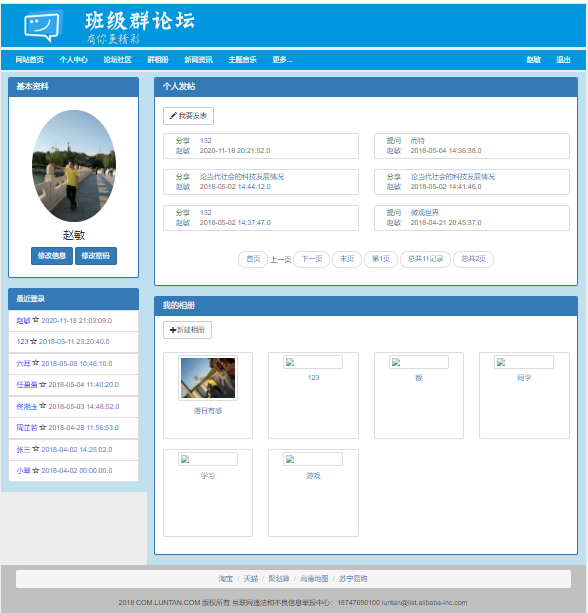 班级群论坛
有你更精彩
网站首页 个人中心 论坛社区 群相册 新闻资讯 主题音乐 更多... 赵敏 退出
基本资料
赵敏
修改信息 修改密码
最近登录
赵敏 ☆ 2020-11-18 21:03:09.0
123 ☆ 2018-05-11 23:20:40.0
六耳 ☆ 2018-05-08 10:46:10.0
任盈盈 ☆ 2018-05-04 11:40:20.0
佟湘玉 ☆ 2018-05-03 14:48:52.0
周芷若 ☆ 2018-04-28 11:56:53.0
张三 ☆ 2018-04-02 14:25:02.0
小草 ☆ 2018-04-02 00:00:00.0
个人发帖
我要发表
分享 132
赵敏 2020-11-18 20:21:52.0
提问 而特
赵敏 2018-05-04 14:36:38.0
分享 论当代社会的科技发展情况
赵敏 2018-05-02 14:44:12.0
分享 论当代社会的科技发展情况
赵敏 2018-05-02 14:41:46.0
分享 132
赵敏 2018-05-02 14:37:47.0
提问 微观世界
赵敏 2018-04-21 20:45:37.0
首页 上一页 下一页 末页 第1页 总共11记录 总共2页
我的相册
新建相册
落日有感
123
额
同学
学习
游戏
淘宝 / 天猫 / 聚划算 / 高德地图 / 苏宁易购
2018 COM.LUNTAN.COM 版权所有 互联网违法和不良信息举报中心：18747690100 luntan@list.alibaba-inc.com